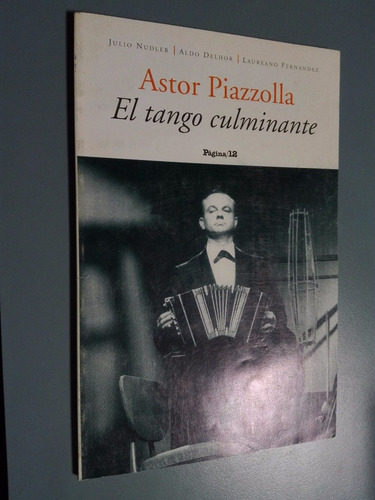 Julio Nudler | Aldo Delhor | Laureano Fernandez
Astor Piazzolla
El tango culminante
Página/12